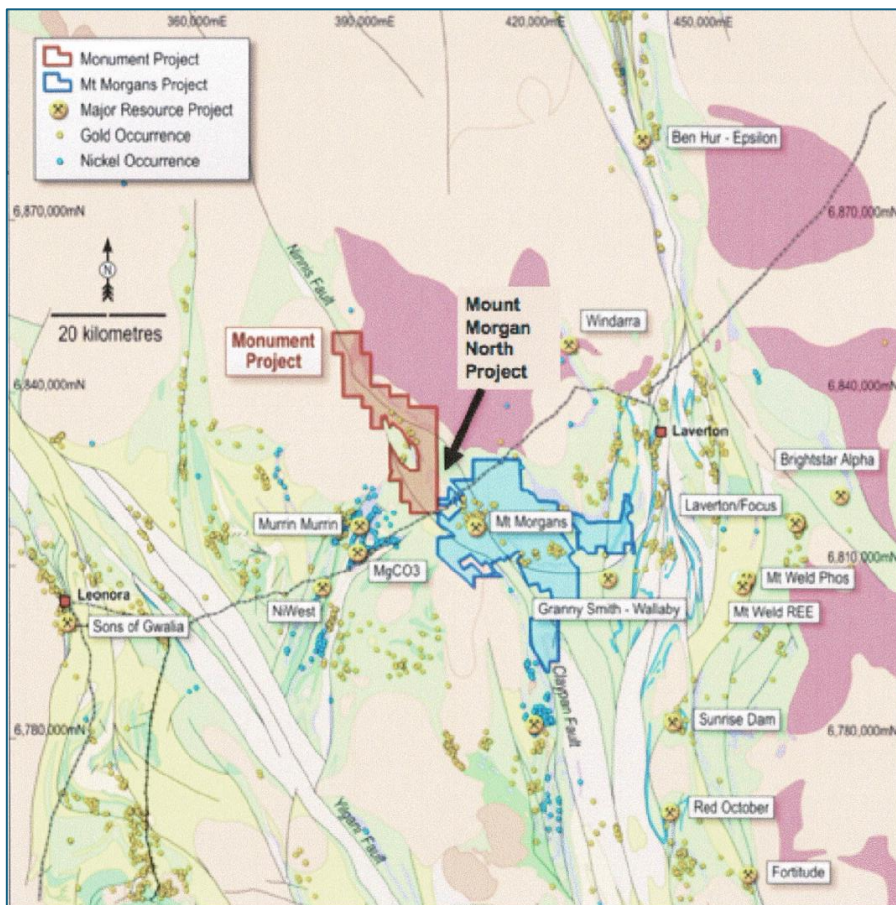 360,000mE
390,000mE
420,000mE
450,000mE
Monument Project
Mt Morgans Project
Major Resource Project
Gold Occurrence
Nickel Occurrence
Ben Hur - Epsilon
6,870,000mN
6,870,000mN
N
20 kilometres
Ninnis Fault
Mount
Morgan
North
Project
Windarra
Monument
Project
6,840,000mN
6,840,000mN
Laverton
Brightstar Alpha
Laverton/Focus
Murrin Murrin
Mt Morgans
6,810,000mN
MgCO3
Mt Weld Phos
Leonora
NiWest
Granny Smith - Wallaby
Mt Weld REE
Sons of Gwalia
Claypan Fault
6,780,000mN
Sunrise Dam
6,780,000mN
Yilgani Fault
Red October
Fortitude